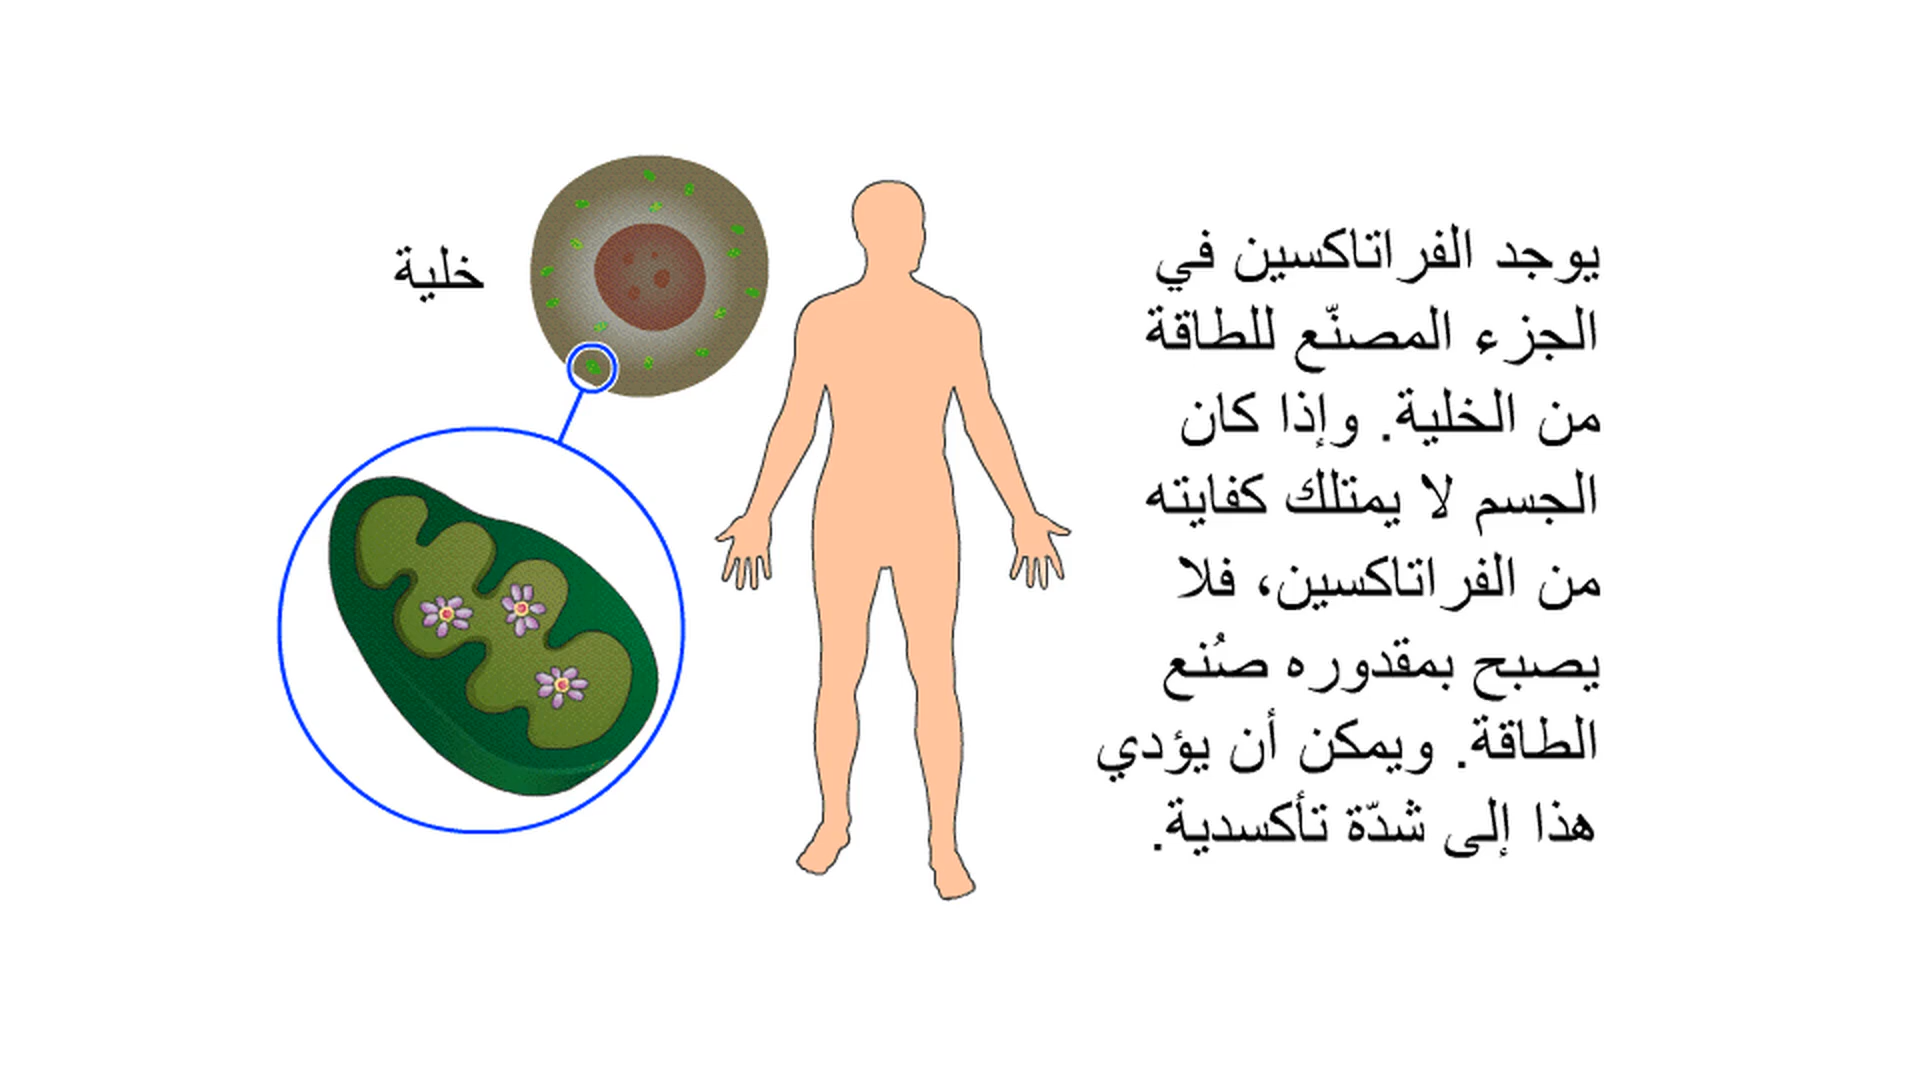 خلية
يوجد الفراتاكسين في
الجزء المصنّع للطاقة
من الخلية. وإذا كان
الجسم لا يمتلك كفايته
من الفراتاكسين، فلا
يصبح بمقدوره صُنع
الطاقة. ويمكن أن يؤدي
هذا إلى شدّة تأكسدية.